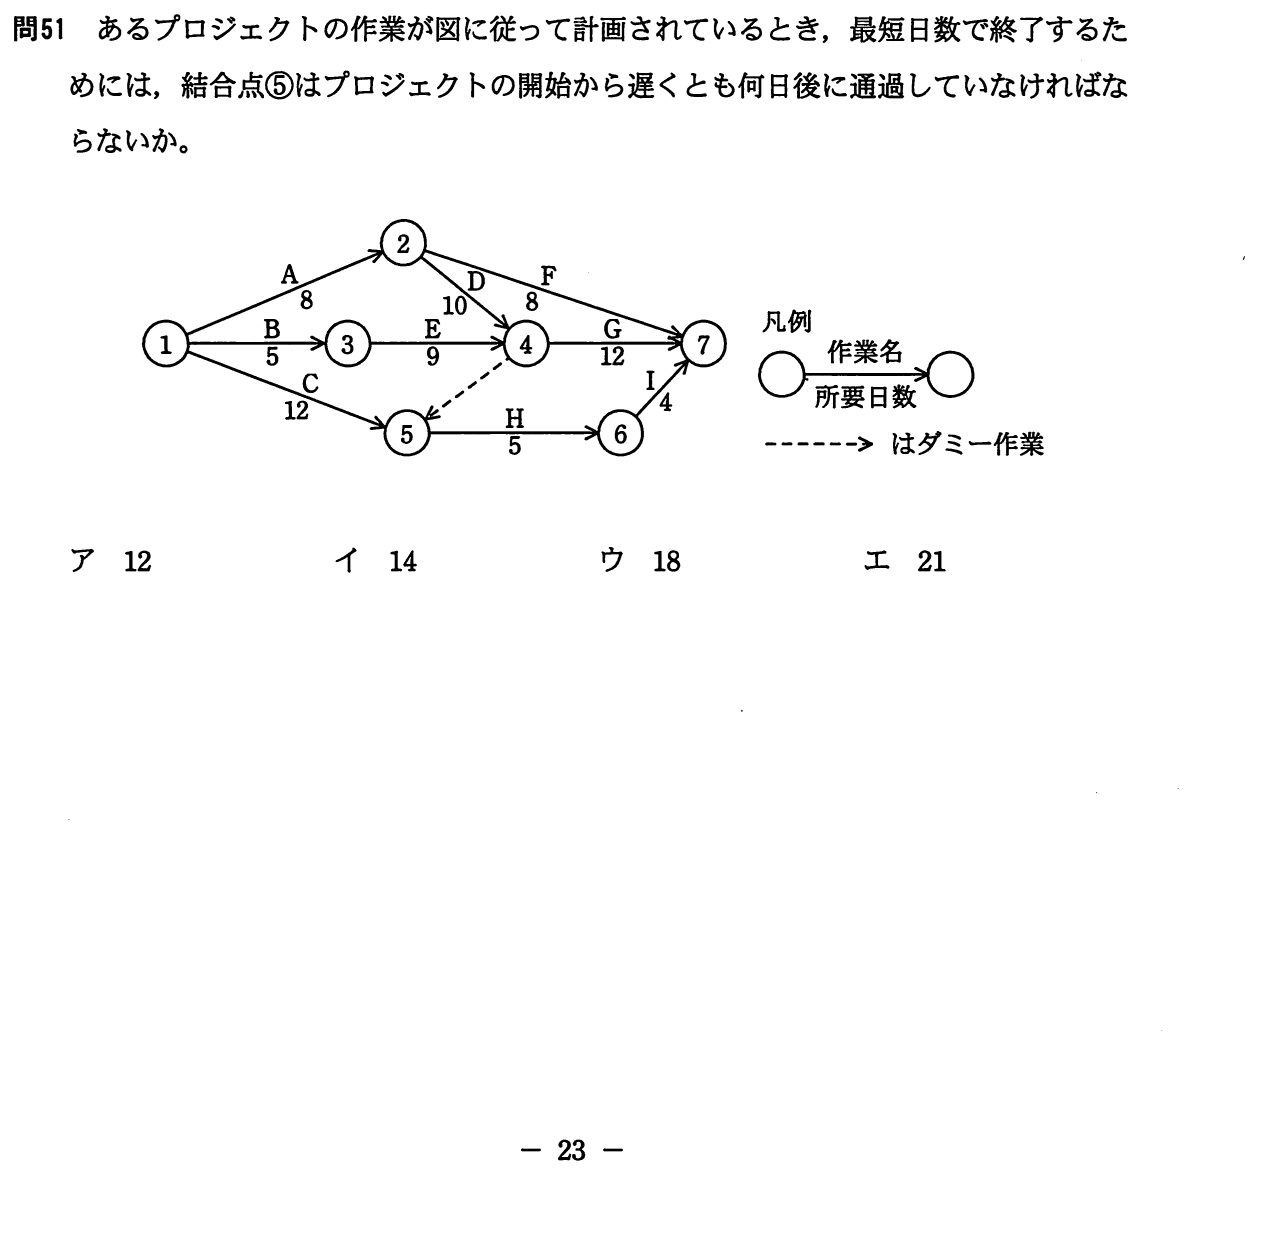 問51 あるプロジェクトの作業が図に従って計画されているとき，最短日数で終了するた
めには，結合点⑤はプロジェクトの開始から遅くとも何日後に通過していなければな
らないか。
2
A
8
D
10
F
8
1
B
5
3
E
9
4
G
12
7
C
12
5
H
5
6
I
4
凡例
作業名
所要日数
はダミー作業
ア 12 イ 14 ウ 18 エ 21
－ 23 －